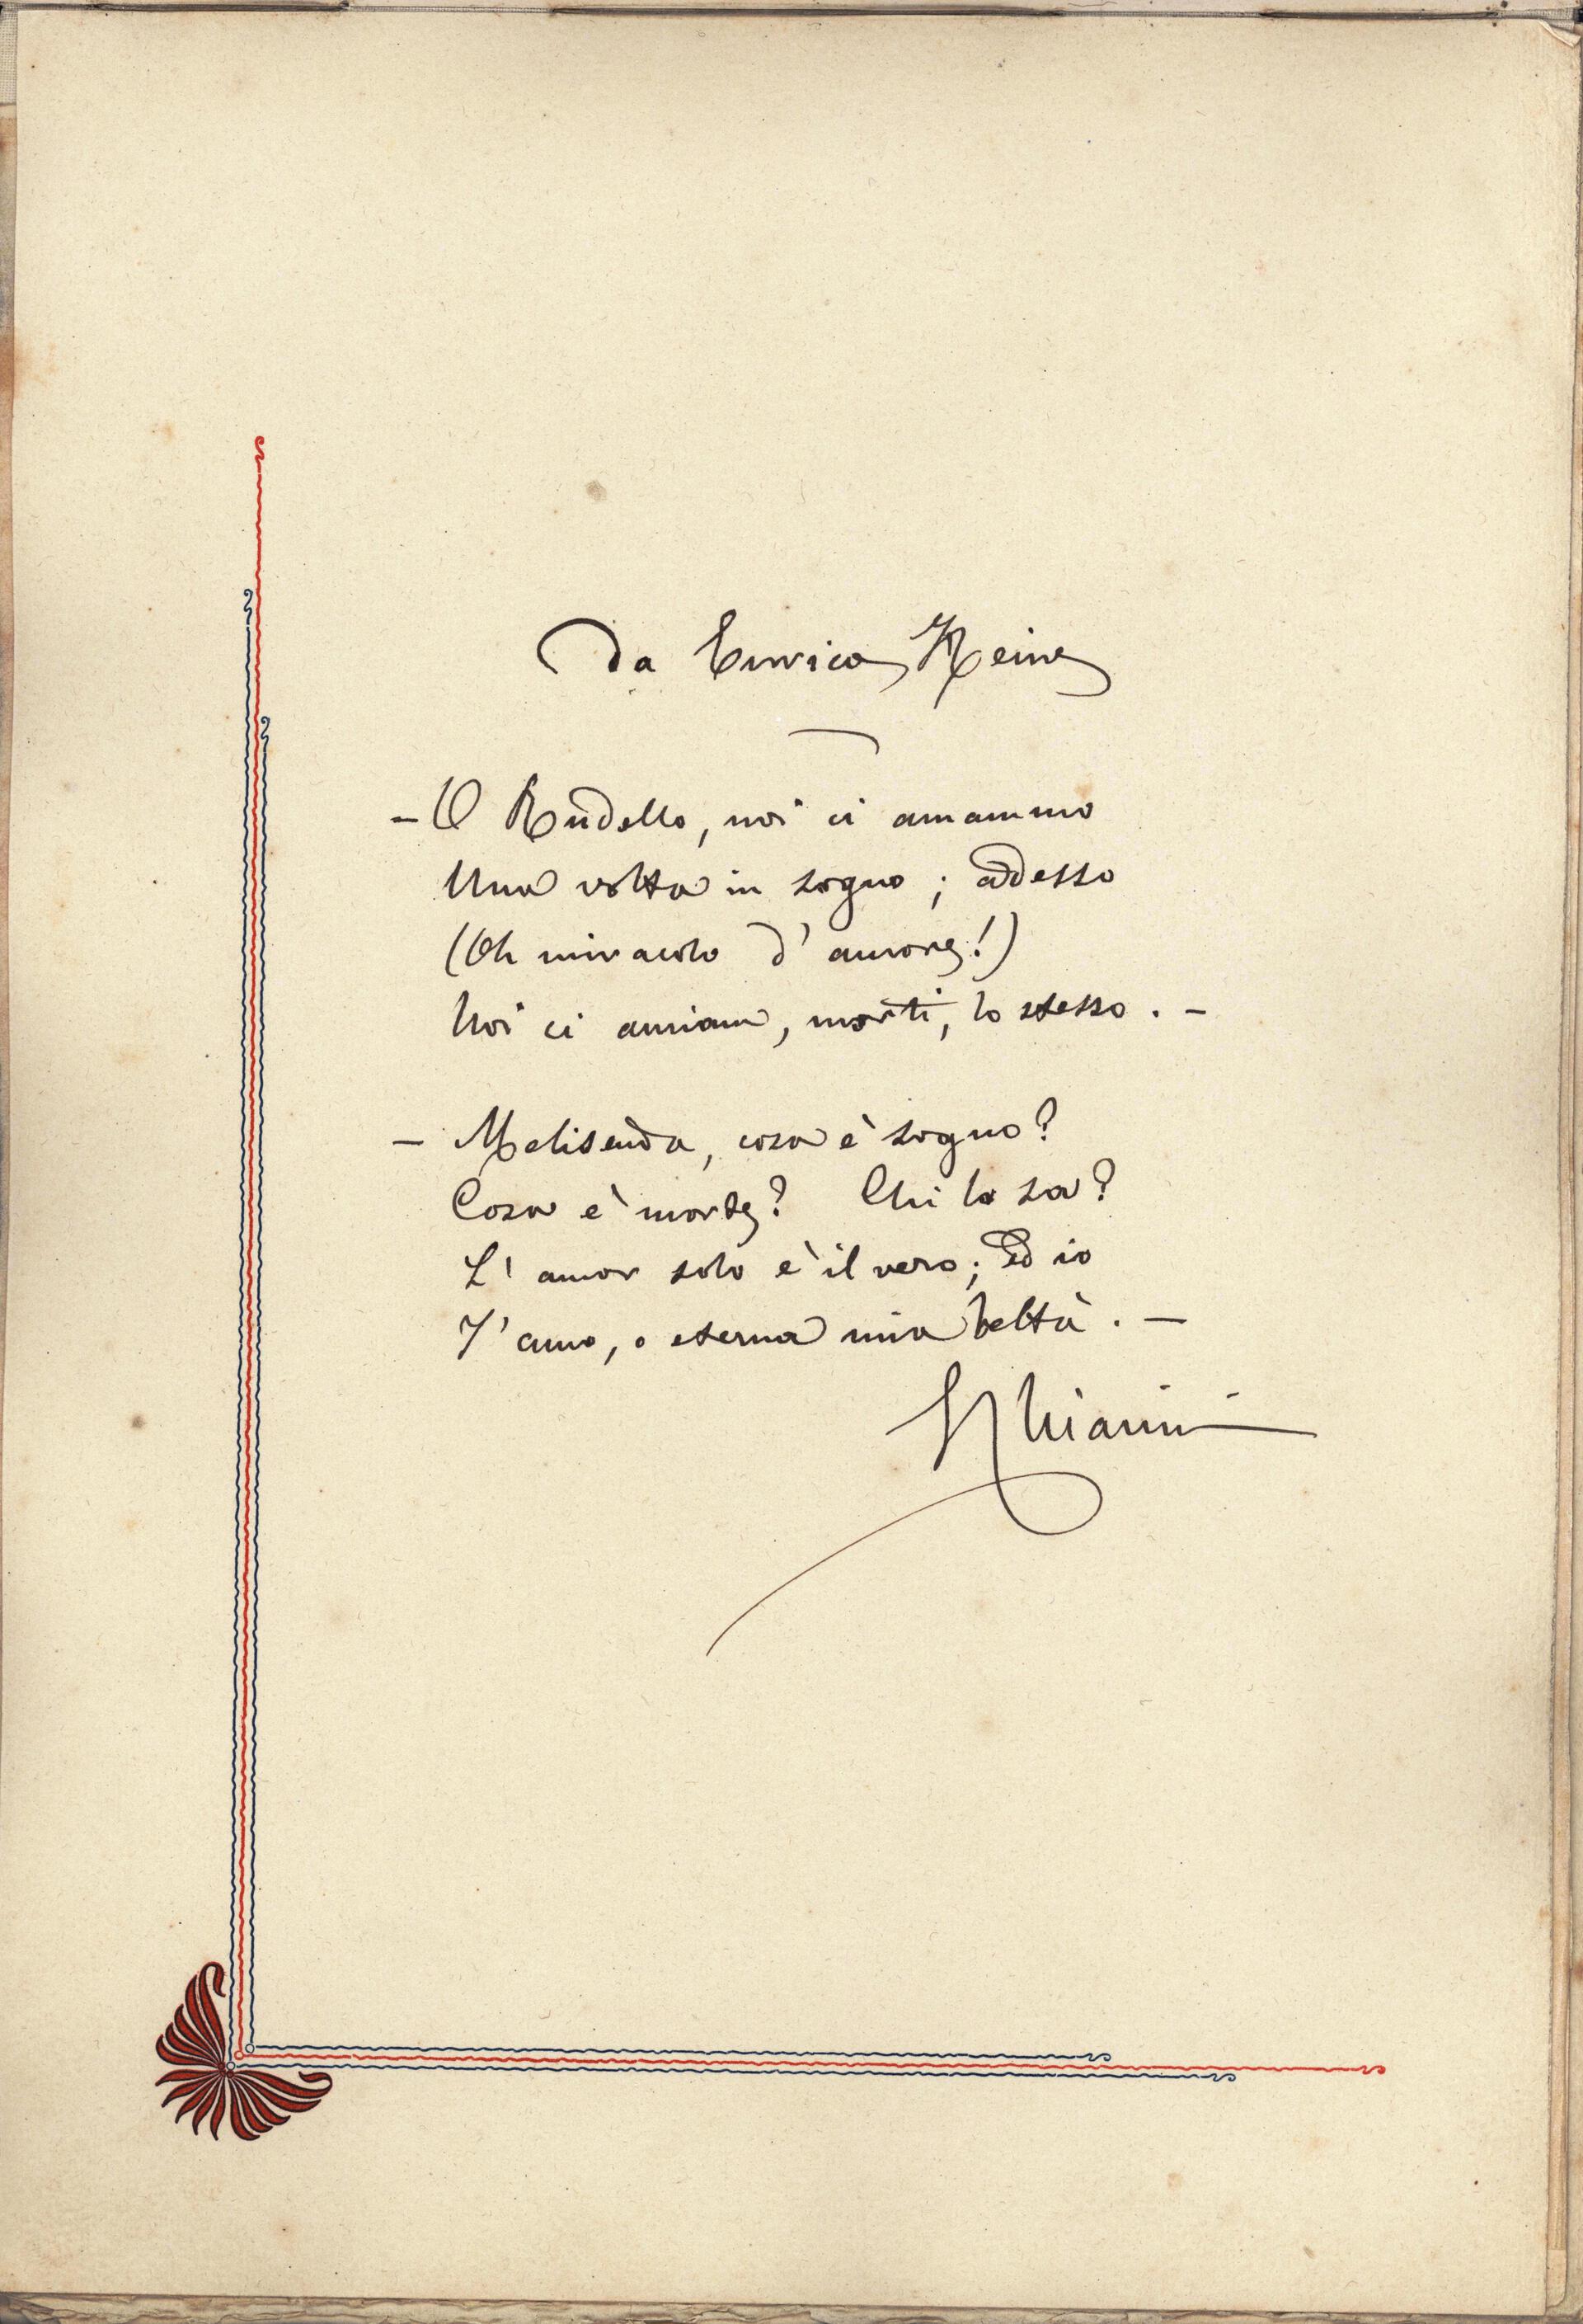 Da Enrico Heine
- O Rudello, noi ci amammo
Una volta in sogno; adesso
(Oh miracolo d'amore!)
Noi ci amiam, morti, lo stesso. -
- Melisenda, cosa è sogno?
Cosa è morte? Chi lo sa?
L'amor solo è il vero; ed io
T'amo, o eterna mia beltà. -
GChiarini